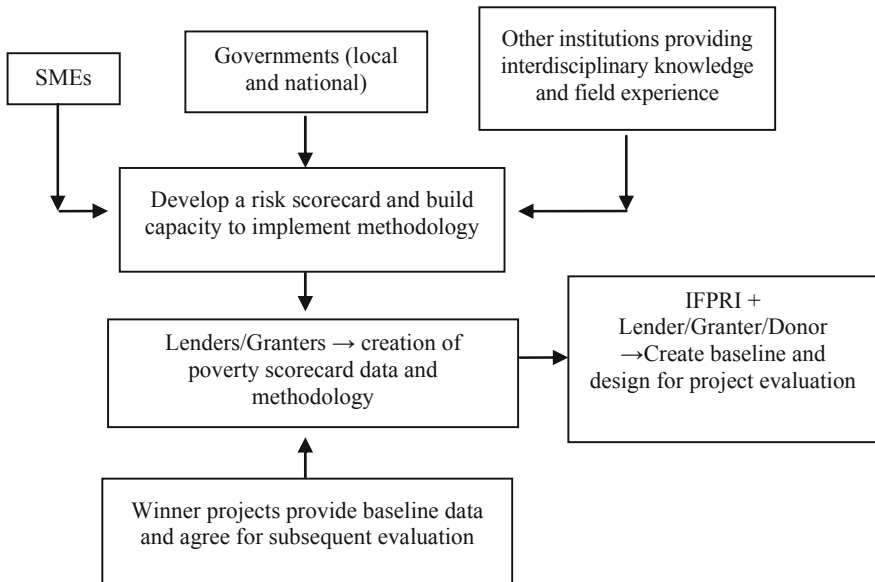 SMEs
Governments (local
and national)
Other institutions providing
interdisciplinary knowledge
and field experience
Develop a risk scorecard and build
capacity to implement methodology
Lenders/Granters → creation of
poverty scorecard data and
methodology
IFPRI +
Lender/Granter/Donor
→Create baseline and
design for project evaluation
Winner projects provide baseline data
and agree for subsequent evaluation